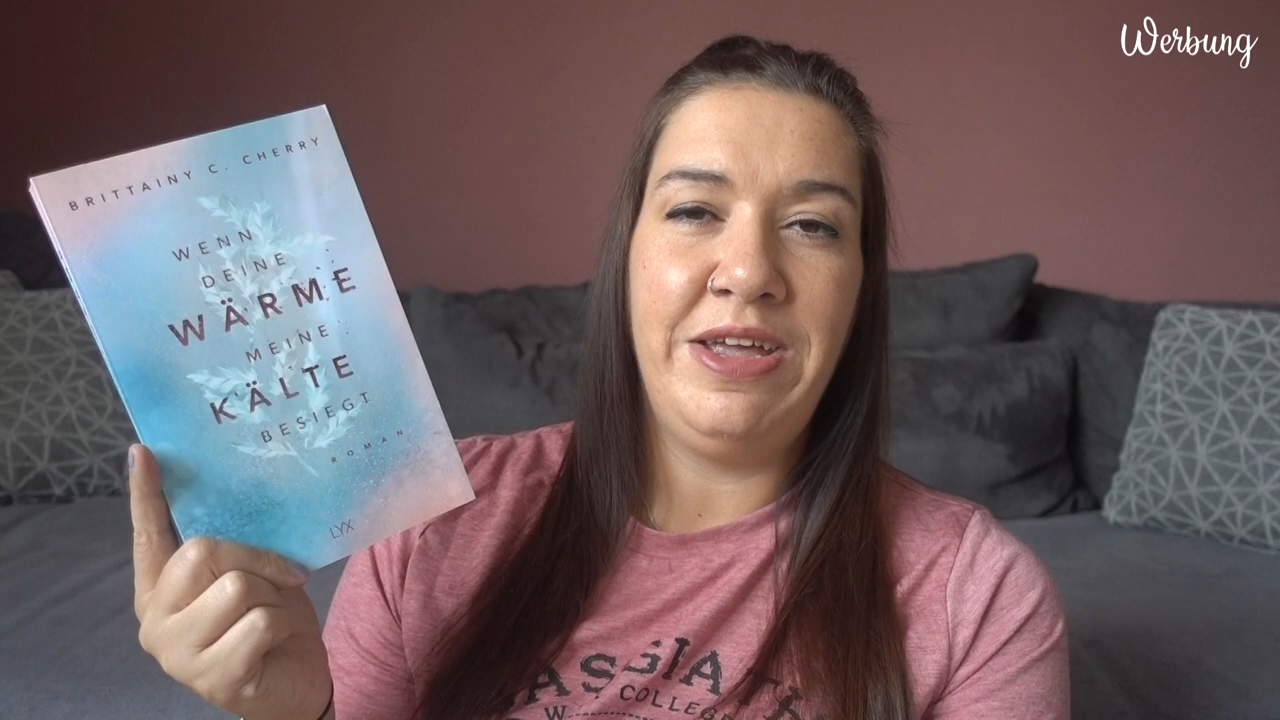 Werbung
BRITTAINY C. CHERRY
WENN
DEINE
WÄRME
MEINE
KÄLTE
BESIEGT
ROMAN
LYX
COLLEGE